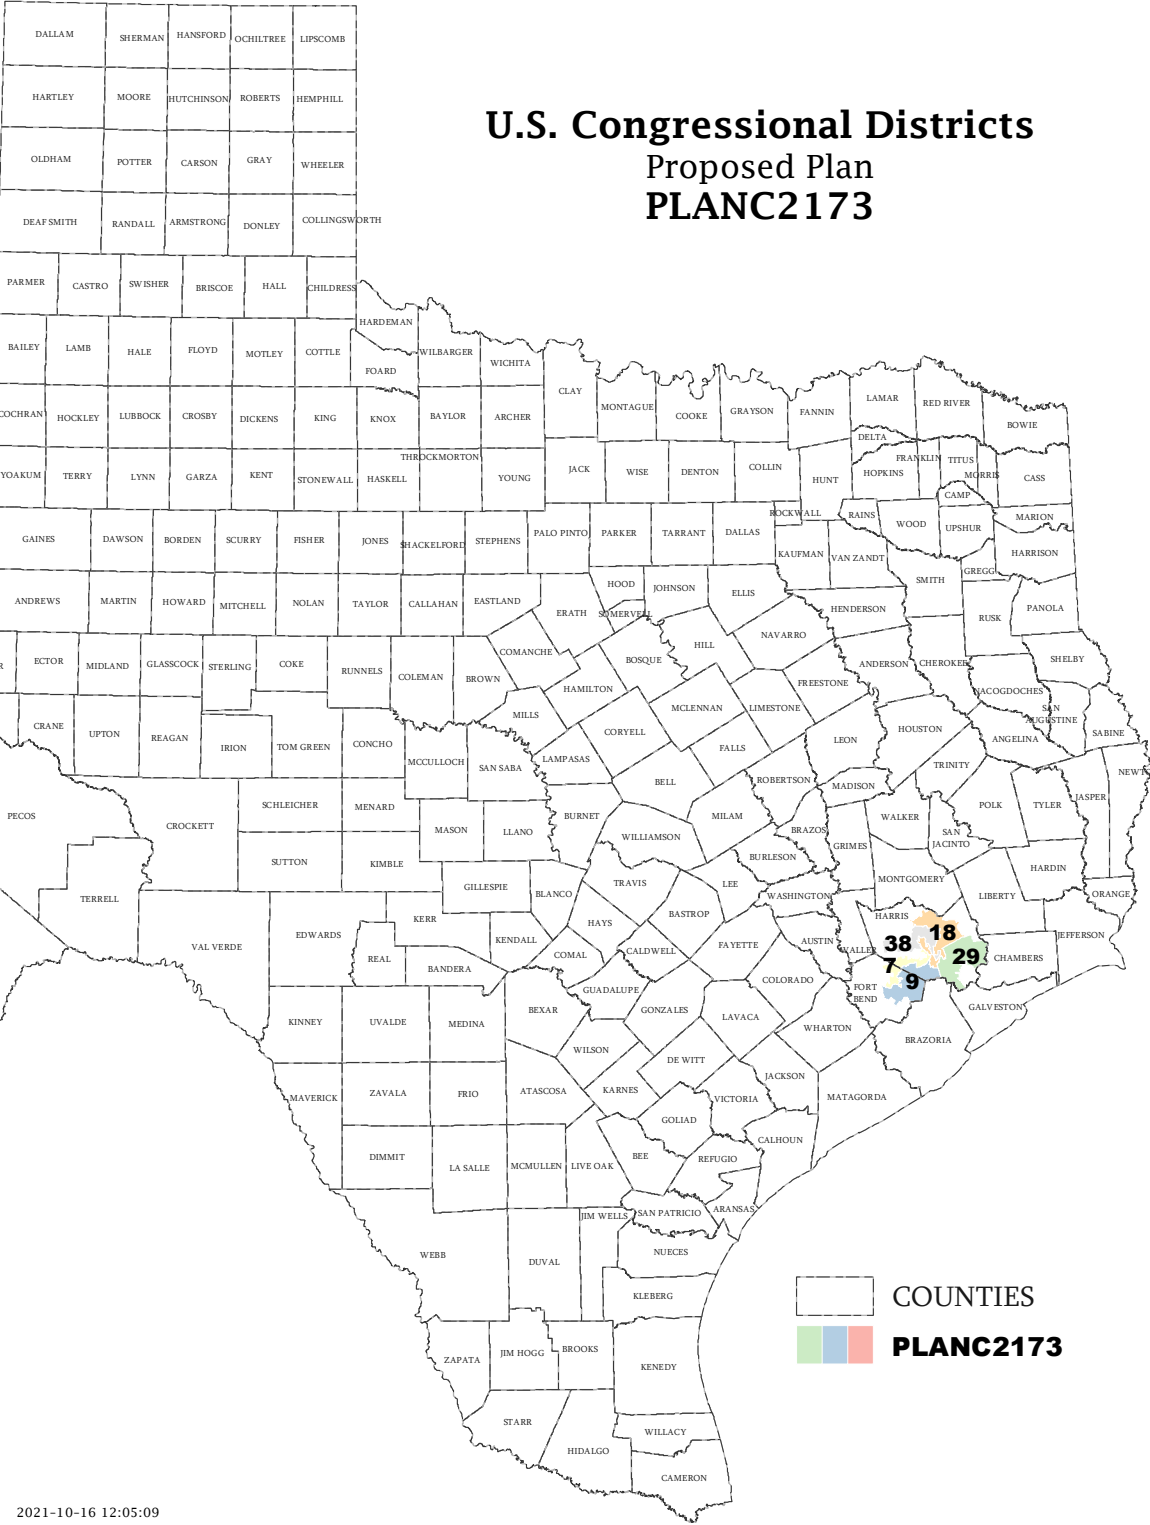 U.S. Congressional Districts
Proposed Plan
PLANC2173
DALLAM
SHERMAN
HANSFORD
OCHILTREE
LIPSCOMB
HARTLEY
MOORE
HUTCHINSON
ROBERTS
HEMPHILL
OLDHAM
POTTER
CARSON
GRAY
WHEELER
DEAF SMITH
RANDALL
ARMSTRONG
DONLEY
COLLINGSWORTH
PARMER
CASTRO
SWISHER
BRISCOE
HALL
CHILDRESS
HARDEMAN
BAILEY
LAMB
HALE
FLOYD
MOTLEY
COTTLE
FOARD
WILBARGER
WICHITA
CLAY
MONTAGUE
COOKE
GRAYSON
FANNIN
LAMAR
RED RIVER
BOWIE
COCHRAN
HOCKLEY
LUBBOCK
CROSBY
DICKENS
KING
KNOX
BAYLOR
ARCHER
DELTA
YOAKUM
TERRY
LYNN
GARZA
KENT
STONEWALL
HASKELL
THROCKMORTON
YOUNG
JACK
WISE
DENTON
COLLIN
HUNT
HOPKINS
FRANKLIN
TITUS
MORRIS
CASS
CAMP
GAINES
DAWSON
BORDEN
SCURRY
FISHER
JONES
SHACKELFORD
STEPHENS
PALO PINTO
PARKER
TARRANT
DALLAS
ROCKWALL
RAINS
WOOD
UPSHUR
MARION
KAUFMAN
VAN ZANDT
SMITH
GREGG
HARRISON
ANDREWS
MARTIN
HOWARD
MITCHELL
NOLAN
TAYLOR
CALLAHAN
EASTLAND
ERATH
HOOD
SOMERVELL
JOHNSON
ELLIS
HENDERSON
RUSK
PANOLA
R
ECTOR
MIDLAND
GLASSCOCK
STERLING
COKE
RUNNELS
COLEMAN
BROWN
COMANCHE
HAMILTON
BOSQUE
HILL
NAVARRO
FREESTONE
ANDERSON
CHEROKEE
NACOGDOCHES
SHELBY
CRANE
UPTON
REAGAN
IRION
TOM GREEN
CONCHO
MCCULLOCH
SAN SABA
MILLS
LAMPASAS
CORYELL
MCLENNAN
LIMESTONE
FALLS
LEON
HOUSTON
ANGELINA
SAN
AUGUSTINE
SABINE
PECOS
CROCKETT
SCHLEICHER
MENARD
MASON
LLANO
BURNET
BELL
WILLIAMSON
MILAM
ROBERTSON
MADISON
BRAZOS
GRIMES
WALKER
TRINITY
SAN
JACINTO
POLK
TYLER
JASPER
NEWT
TERRELL
SUTTON
KIMBLE
GILLESPIE
BLANCO
TRAVIS
LEE
BURLESON
WASHINGTON
MONTGOMERY
LIBERTY
HARDIN
ORANGE
VAL VERDE
EDWARDS
KERR
REAL
BANDERA
KENDALL
COMAL
HAYS
CALDWELL
BASTROP
FAYETTE
AUSTIN
WALLER
HARRIS
38
18
7
29
9
CHAMBERS
JEFFERSON
KINNEY
UVALDE
MEDINA
BEXAR
GUADALUPE
GONZALES
LAVACA
COLORADO
WHARTON
FORT
BEND
GALVESTON
BRAZORIA
MAVERICK
ZAVALA
FRIO
ATASCOSA
WILSON
KARNES
DE WITT
GOLIAD
VICTORIA
JACKSON
MATAGORDA
CALHOUN
DIMMIT
LA SALLE
MCMULLEN
LIVE OAK
BEE
REFUGIO
ARANSAS
SAN PATRICIO
JIM WELLS
NUECES
WEBB
DUVAL
KLEBERG
ZAPATA
JIM HOGG
BROOKS
KENEDY
STARR
HIDALGO
WILLACY
CAMERON
COUNTIES
PLANC2173
2021-10-16 12:05:09